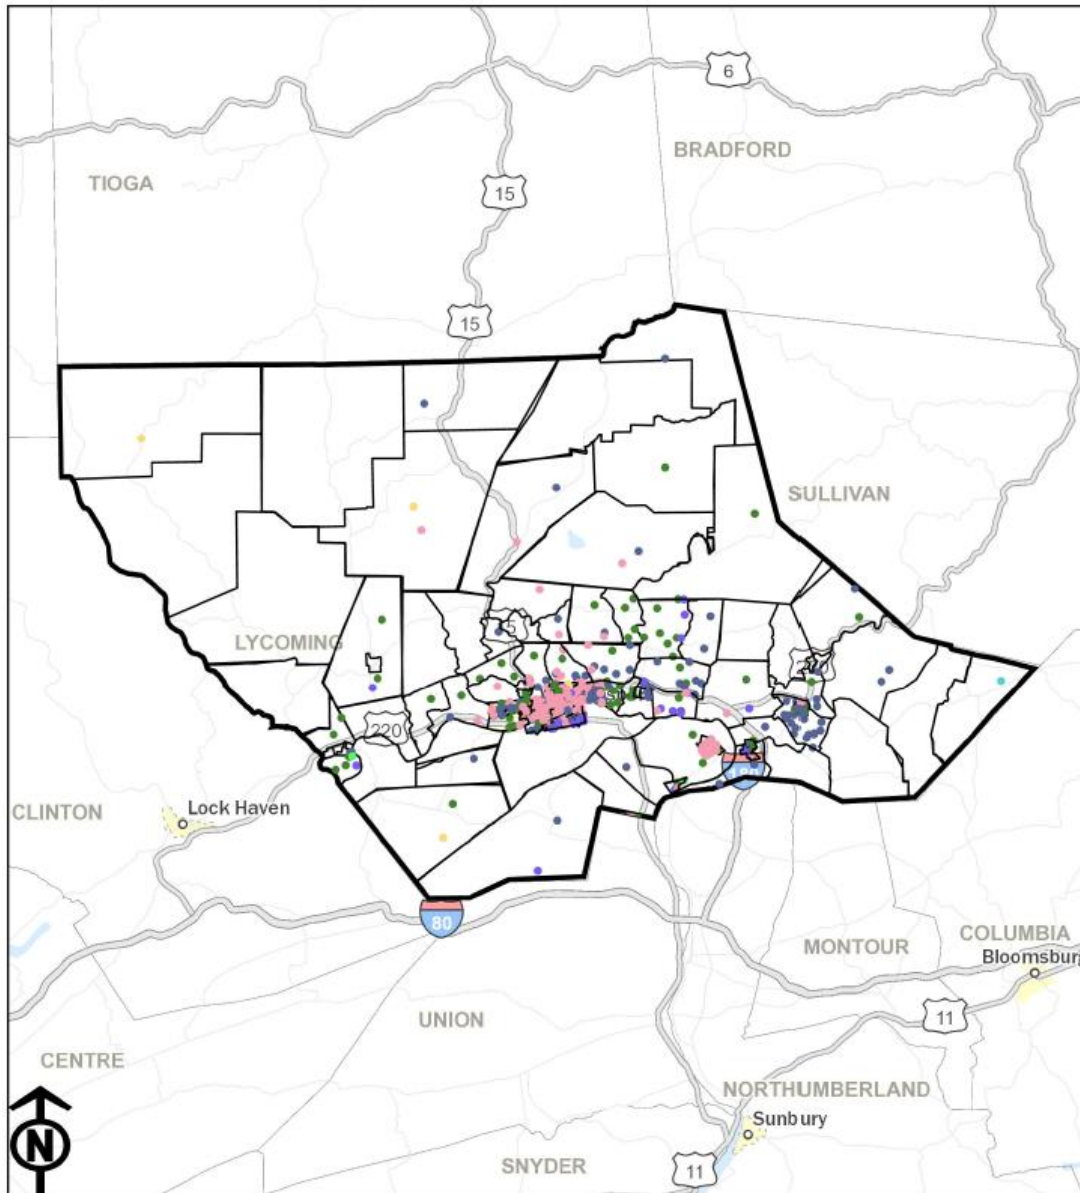 6
BRADFORD
TIOGA
15
15
SULLIVAN
LYCOMING
220
180
Lock Haven
CLINTON
80
MONTOUR
COLUMBIA
Bloomsburg
UNION
11
CENTRE
NORTHUMBERLAND
Sunbury
N
SNYDER
11